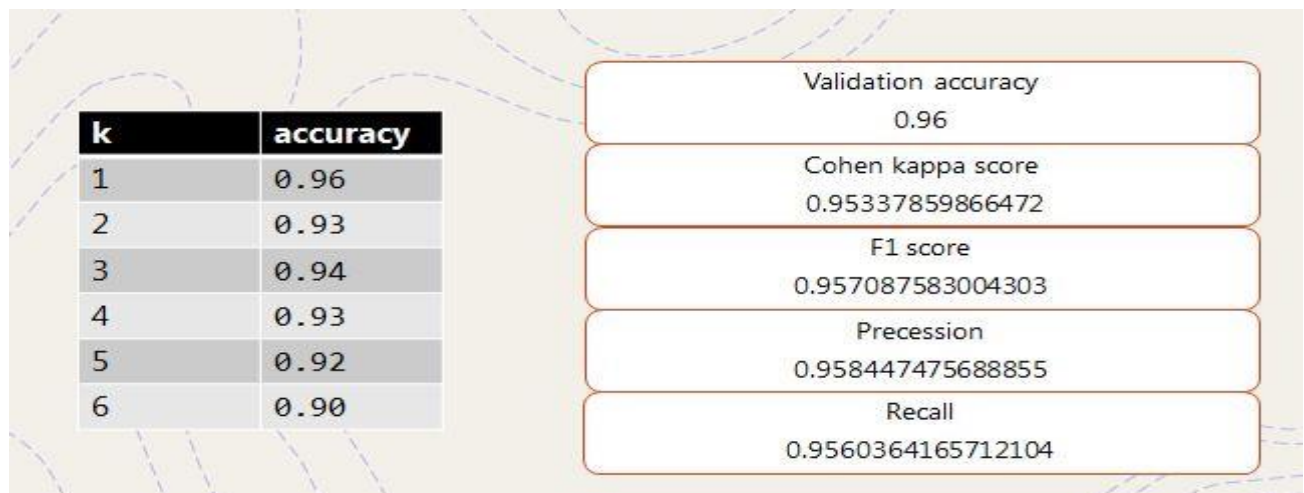 k accuracy
1 0.96
2 0.93
3 0.94
4 0.93
5 0.92
6 0.90
Validation accuracy
0.96
Cohen kappa score
0.95337859866472
F1 score
0.957087583004303
Precession
0.958447475688855
Recall
0.9560364165712104